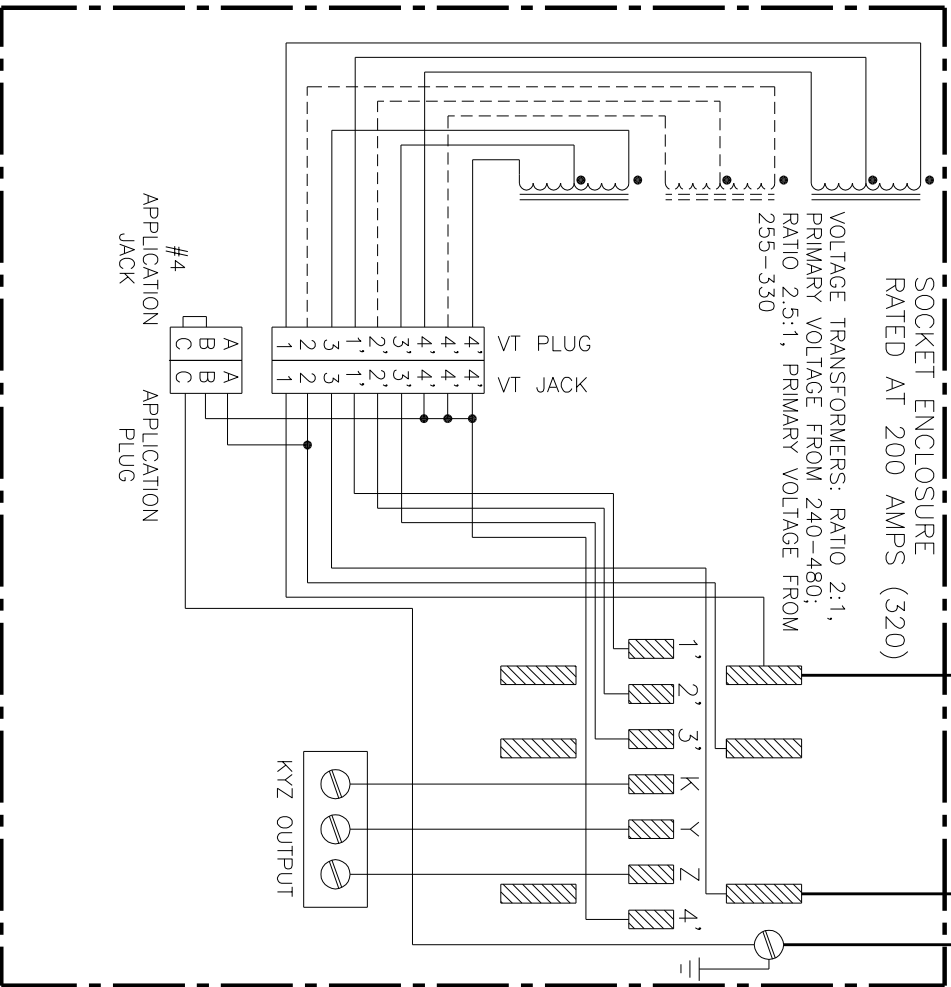 SOCKET ENCLOSURE
RATED AT 200 AMPS (320)
VOLTAGE TRANSFORMERS: RATIO 2:1,
PRIMARY VOLTAGE FROM 240-480;
RATIO 2.5:1, PRIMARY VOLTAGE FROM
255-330
VT PLUG
VT JACK
1 2 3 1' 2' 3' 4' 4' 4'
1 2 3 1' 2' 3' 4' 4' 4'
#4
APPLICATION
JACK
A
B
C
A
B
C
APPLICATION
PLUG
1'
2'
3'
K
Y
Z
4'
KYZ OUTPUT